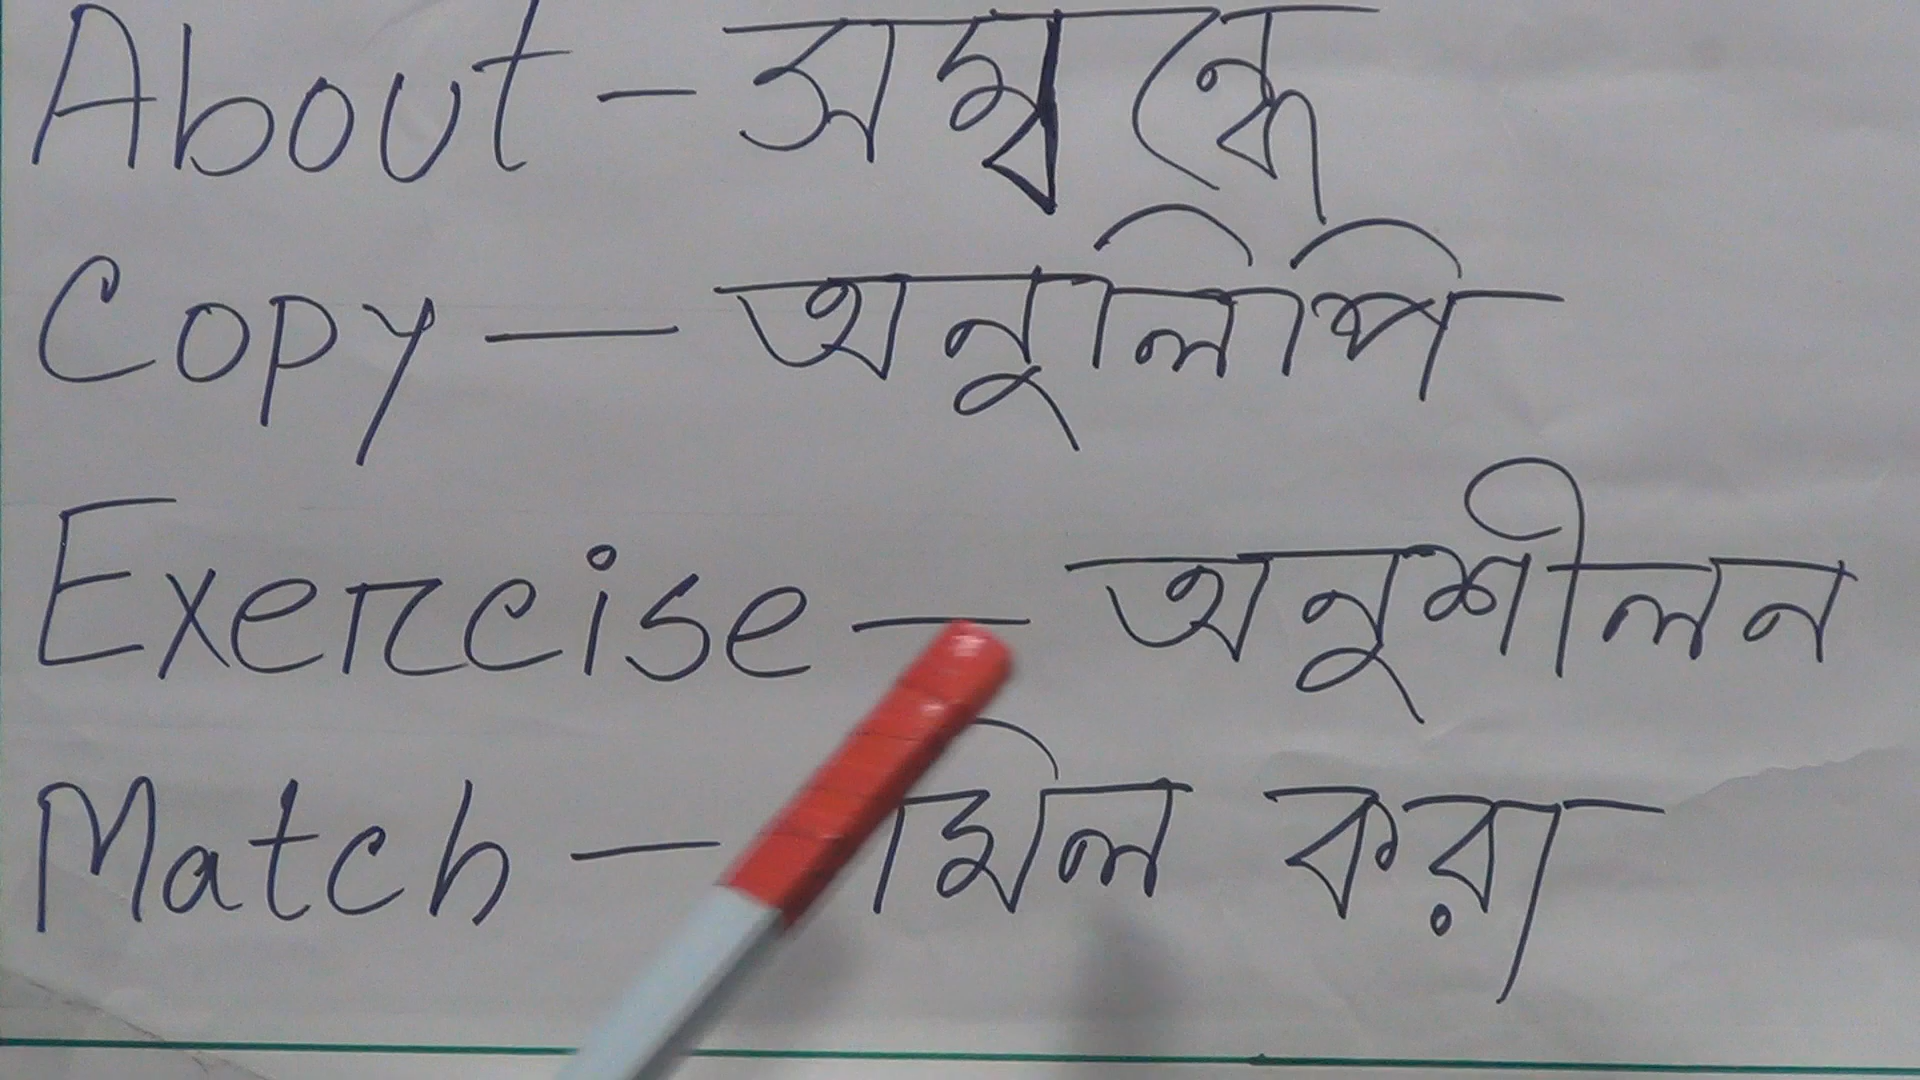 About - সম্বন্ধে
Copy - অনুলিপি
Exercise - অনুশীলন
Match - মিল করা